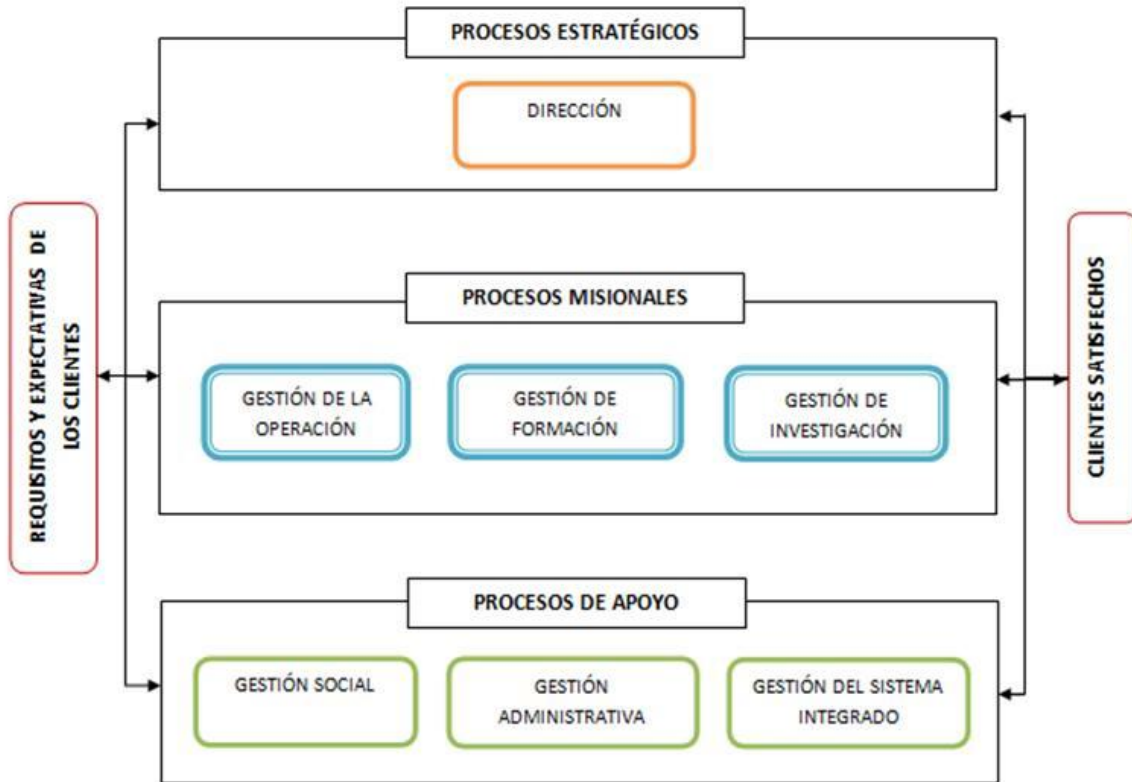 PROCESOS ESTRATÉGICOS
DIRECCIÓN
REQUISITOS Y EXPECTATIVAS DE
LOS CLIENTES
CLIENTES SATISFECHOS
PROCESOS MISIONALES
GESTIÓN DE LA
OPERACIÓN
GESTIÓN DE
FORMACIÓN
GESTIÓN DE
INVESTIGACIÓN
PROCESOS DE APOYO
GESTIÓN SOCIAL
GESTIÓN
ADMINISTRATIVA
GESTIÓN DEL SISTEMA
INTEGRADO